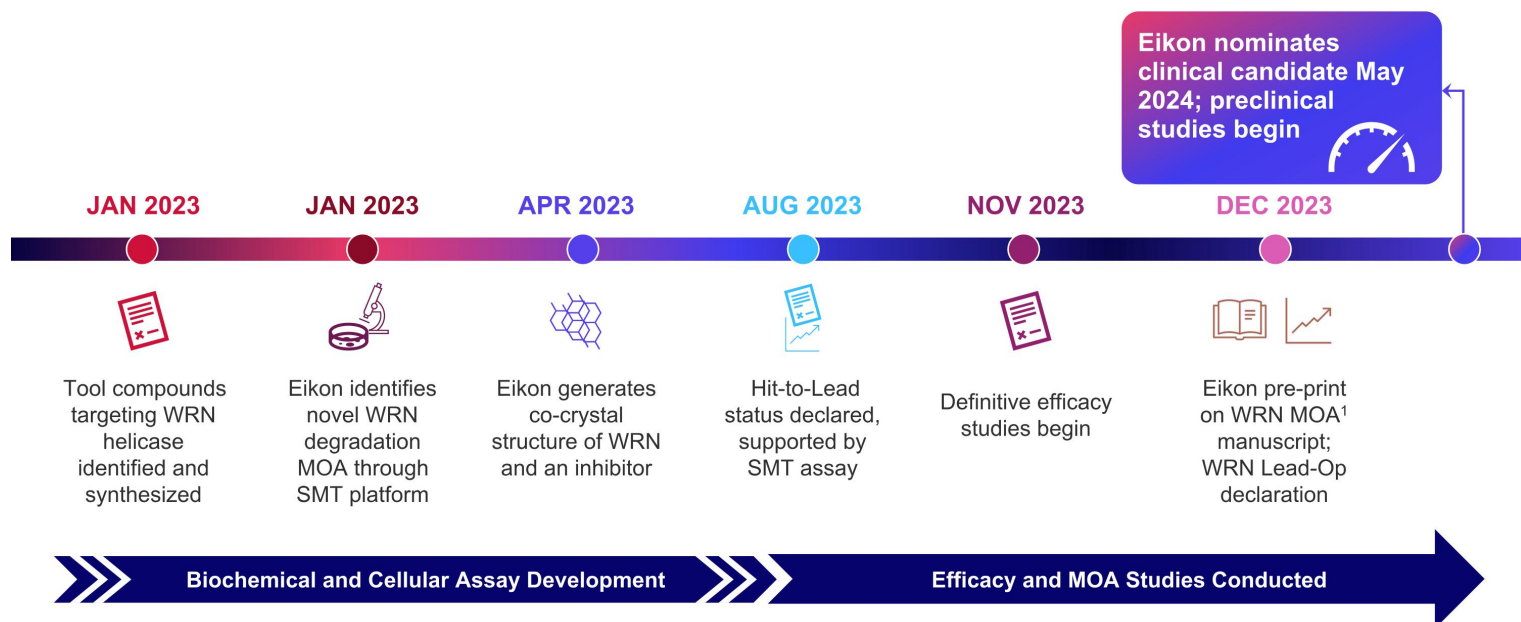 Eikon nominates
clinical candidate May
2024; preclinical
studies begin
JAN 2023
JAN 2023
APR 2023
AUG 2023
NOV 2023
DEC 2023
Tool compounds
targeting WRN
helicase
identified and
synthesized
Eikon identifies
novel WRN
degradation
MOA through
SMT platform
Eikon generates
co-crystal
structure of WRN
and an inhibitor
Hit-to-Lead
status declared,
supported by
SMT assay
Definitive efficacy
studies begin
Eikon pre-print
on WRN MOA¹
manuscript;
WRN Lead-Op
declaration
Biochemical and Cellular Assay Development
Efficacy and MOA Studies Conducted